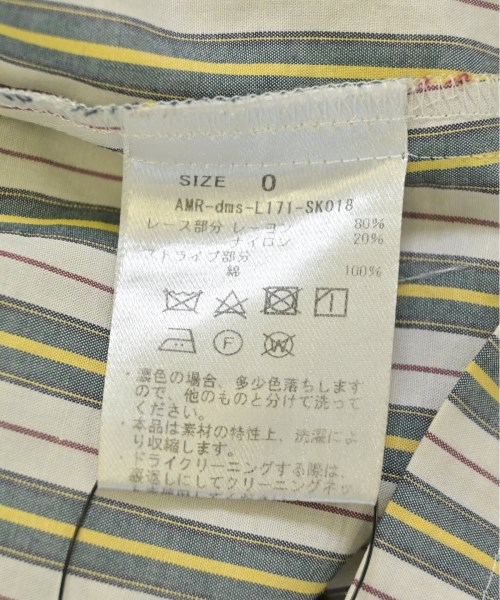 SIZE 0
AMR-dms-L171-SK018
レース部分 レーヨン 80%
ナイロン 20%
ストライプ部分
綿 100%
F
W
・濃色の場合、多少色落ちします
ので、他のものと分けて洗って
ください。
・本品は素材の特性上、洗濯によ
り収縮します。
・ドライクリーニングする際は、
裏返しにしてクリーニングネッ